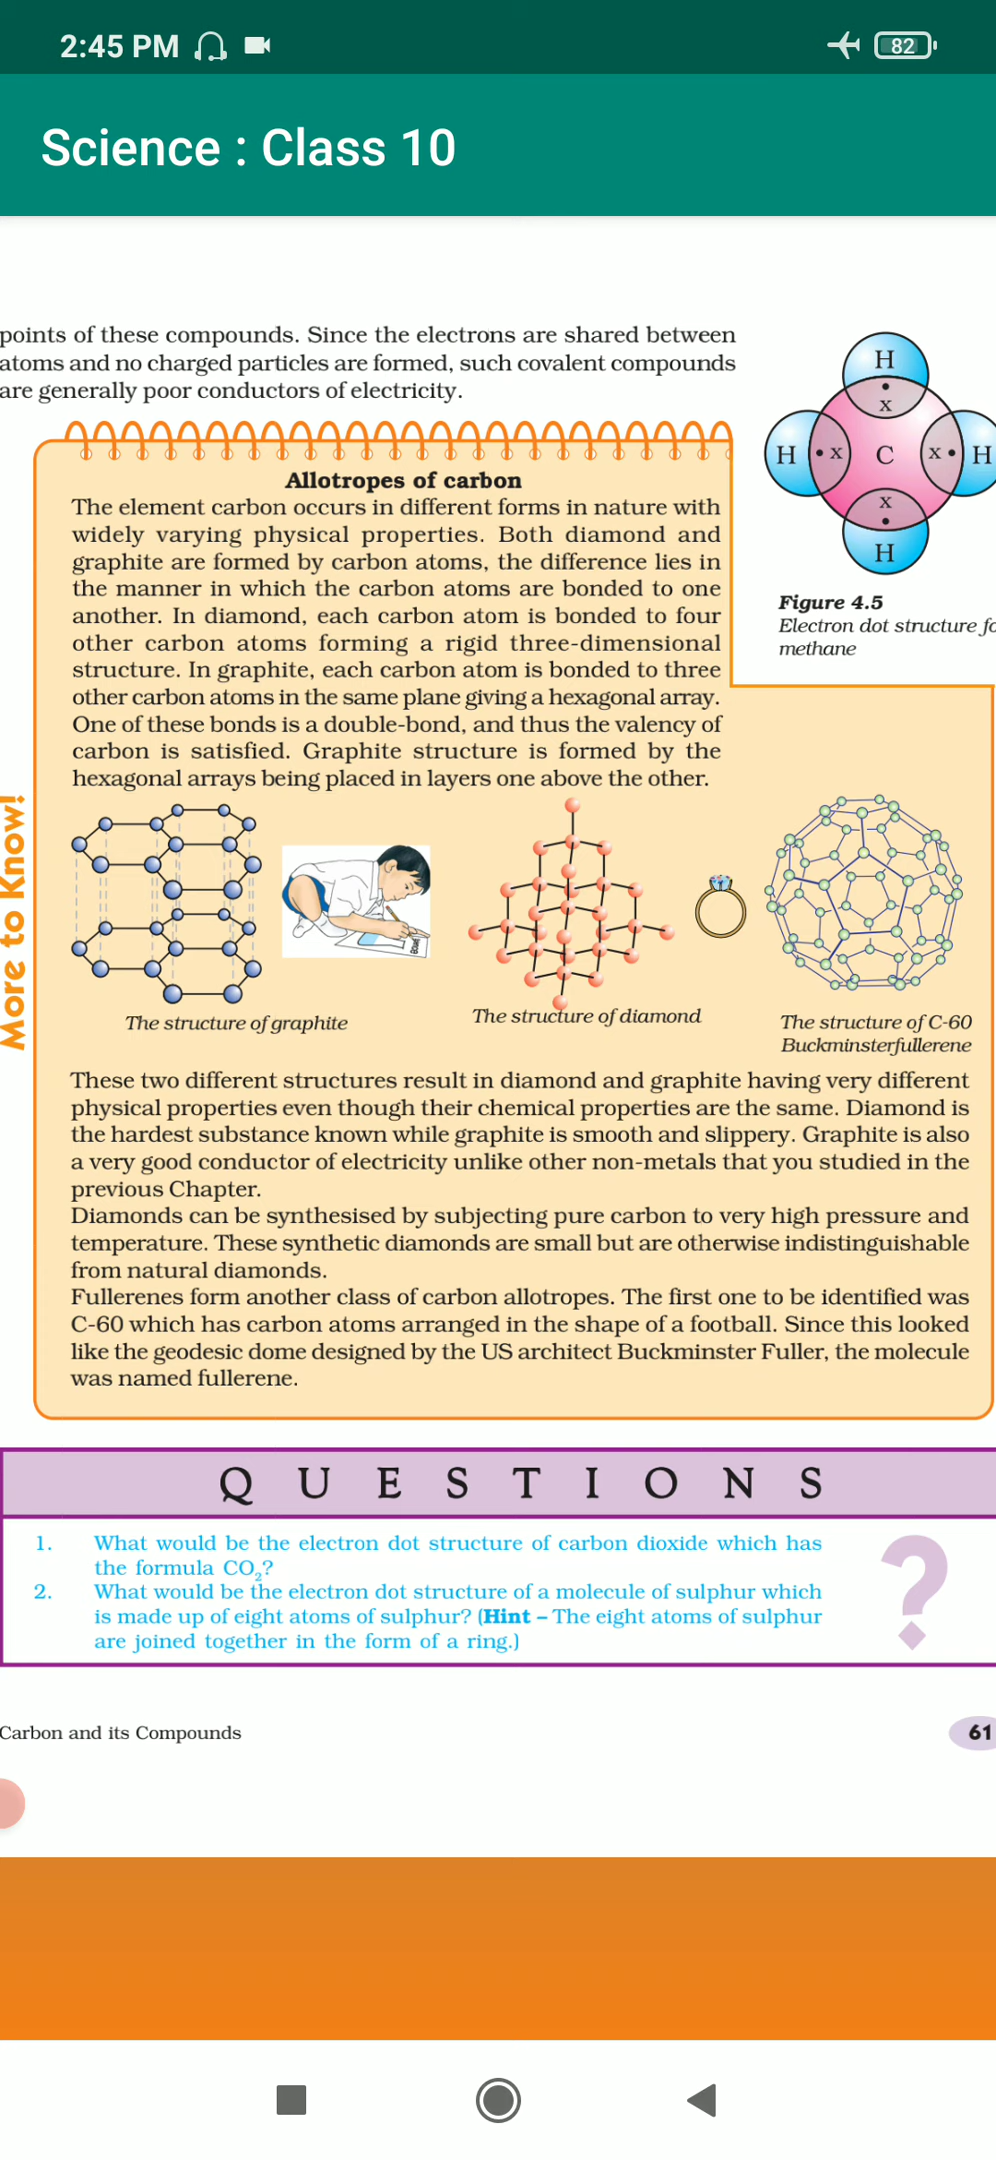 2:45 PM
82
Science : Class 10
points of these compounds. Since the electrons are shared between
atoms and no charged particles are formed, such covalent compounds
are generally poor conductors of electricity.
H
x
H x C x H
x
H
Figure 4.5
Electron dot structure fo
methane
Allotropes of carbon
The element carbon occurs in different forms in nature with
widely varying physical properties. Both diamond and
graphite are formed by carbon atoms, the difference lies in
the manner in which the carbon atoms are bonded to one
another. In diamond, each carbon atom is bonded to four
other carbon atoms forming a rigid three-dimensional
structure. In graphite, each carbon atom is bonded to three
other carbon atoms in the same plane giving a hexagonal array.
One of these bonds is a double-bond, and thus the valency of
carbon is satisfied. Graphite structure is formed by the
hexagonal arrays being placed in layers one above the other.
More to Know!
The structure of graphite
The structure of diamond
The structure of C-60
Buckminsterfullerene
These two different structures result in diamond and graphite having very different
physical properties even though their chemical properties are the same. Diamond is
the hardest substance known while graphite is smooth and slippery. Graphite is also
a very good conductor of electricity unlike other non-metals that you studied in the
previous Chapter.
Diamonds can be synthesised by subjecting pure carbon to very high pressure and
temperature. These synthetic diamonds are small but are otherwise indistinguishable
from natural diamonds.
Fullerenes form another class of carbon allotropes. The first one to be identified was
C-60 which has carbon atoms arranged in the shape of a football. Since this looked
like the geodesic dome designed by the US architect Buckminster Fuller, the molecule
was named fullerene.
QUESTIONS
?
1. What would be the electron dot structure of carbon dioxide which has
the formula CO₂?
2. What would be the electron dot structure of a molecule of sulphur which
is made up of eight atoms of sulphur? (Hint – The eight atoms of sulphur
are joined together in the form of a ring.)
Carbon and its Compounds
61